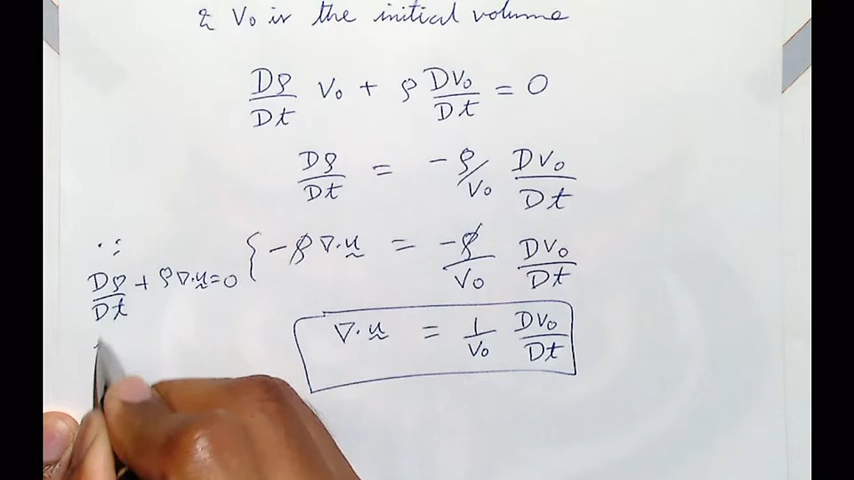 & V₀ is the initial volume
Dρ/Dt V₀ + ρ DV₀/Dt = 0
Dρ/Dt = -ρ/V₀ DV₀/Dt
∵ Dρ/Dt + ρ∇·u = 0 { -ρ∇·u = -ρ/V₀ DV₀/Dt
∇·u = 1/V₀ DV₀/Dt